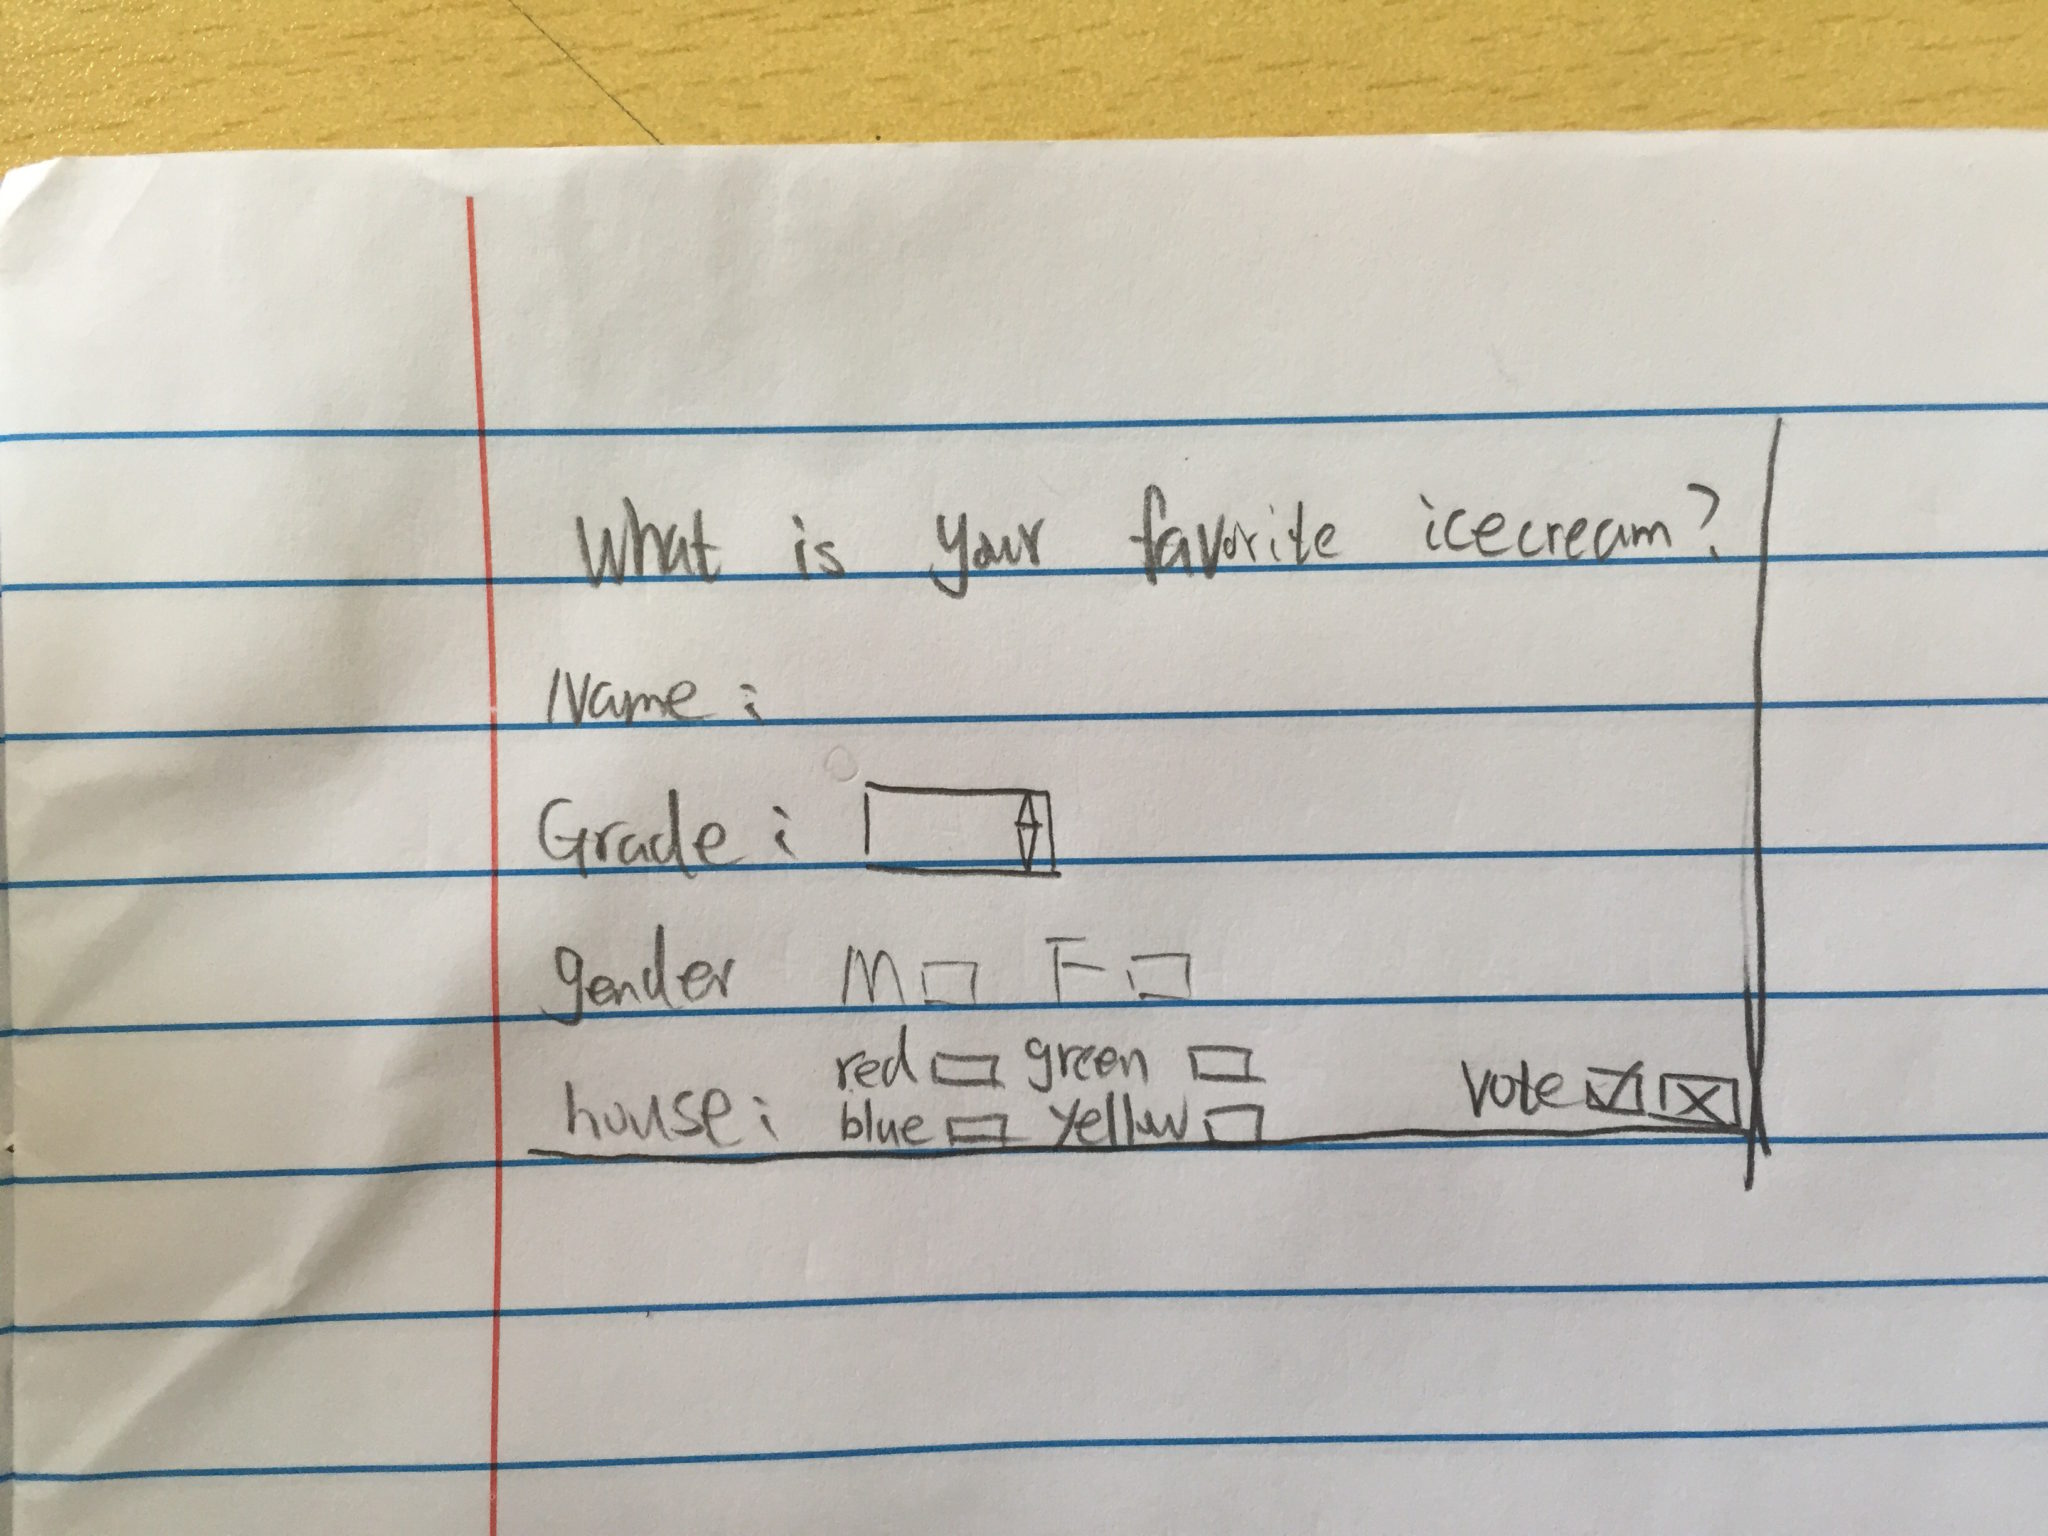 What is your favorite icecream?
Name:
Grade:
gender M F
red green
house: blue yellow
vote